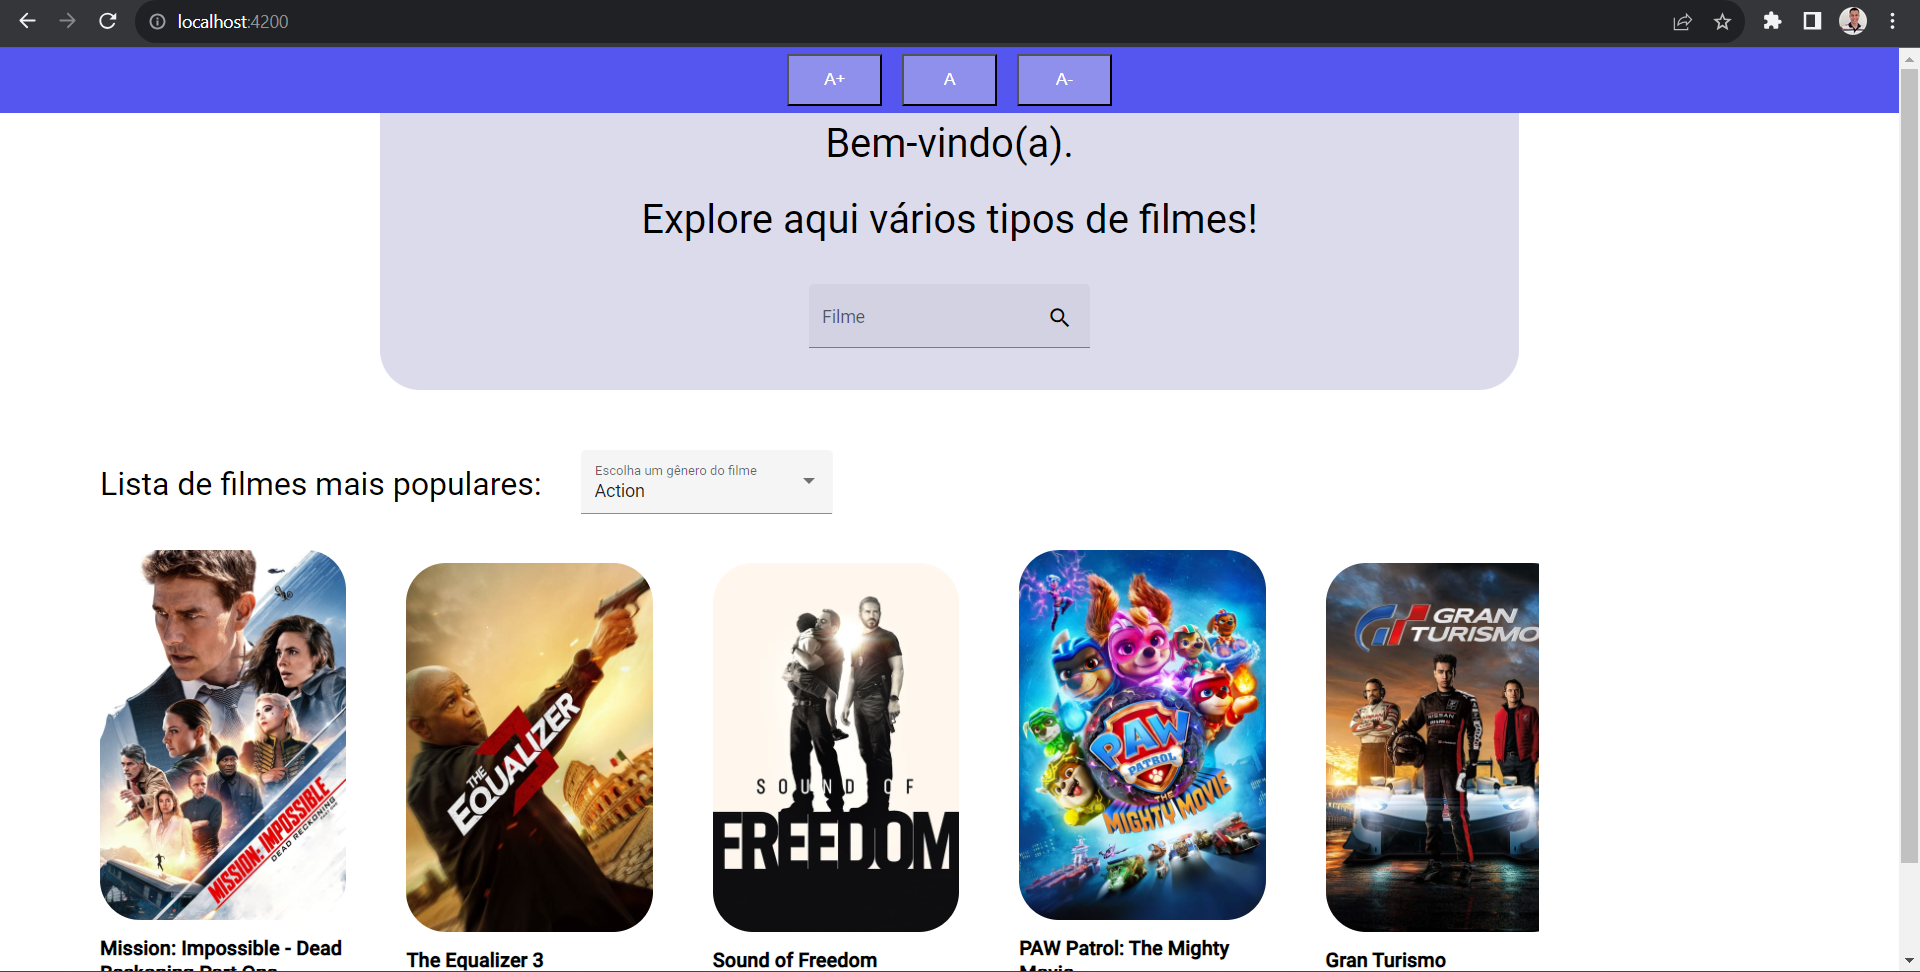 localhost:4200
A+ A A-
Bem-vindo(a).
Explore aqui vários tipos de filmes!
Filme
Lista de filmes mais populares:
Escolha um gênero do filme
Action
MISSION: IMPOSSIBLE
DEAD RECKONING
THE
EQUALIZER
3
SOUND OF
FREEDOM
PAW
PATROL
THE
MIGHTY MOVIE
GRAN
TURISMO
Mission: Impossible - Dead
Reckoning Part One
The Equalizer 3
Sound of Freedom
PAW Patrol: The Mighty
Movie
Gran Turismo